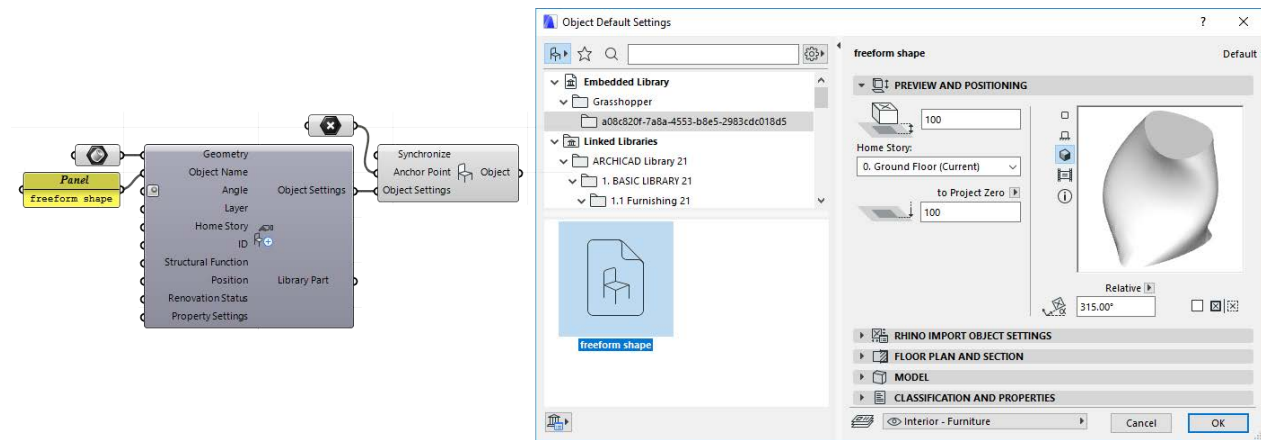 Geometry
Object Name
Angle
Layer
Home Story
ID
Structural Function
Position
Renovation Status
Property Settings
Object Settings
Library Part
Panel
freeform shape
Synchronize
Anchor Point
Object Settings
Object
Object Default Settings
? ×
Embedded Library
Grasshopper
a08c820f-7a8a-4553-b8e5-2983cdc018d5
Linked Libraries
ARCHICAD Library 21
1. BASIC LIBRARY 21
1.1 Furnishing 21
freeform shape
freeform shape
Default
PREVIEW AND POSITIONING
100
Home Story:
0. Ground Floor (Current)
to Project Zero
100
Relative
315.00°
RHINO IMPORT OBJECT SETTINGS
FLOOR PLAN AND SECTION
MODEL
CLASSIFICATION AND PROPERTIES
Interior - Furniture
Cancel
OK